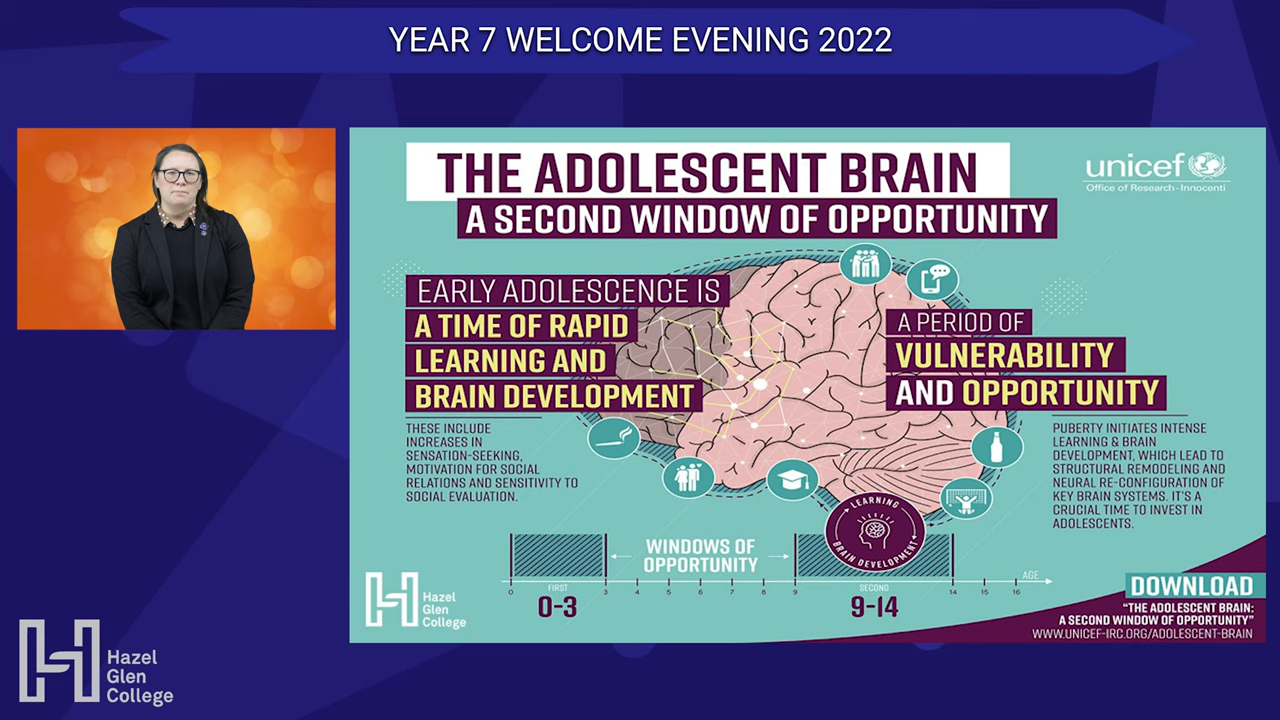 YEAR 7 WELCOME EVENING 2022
THE ADOLESCENT BRAIN
A SECOND WINDOW OF OPPORTUNITY
unicef
Office of Research-Innocenti
EARLY ADOLESCENCE IS
A TIME OF RAPID
LEARNING AND
BRAIN DEVELOPMENT
THESE INCLUDE
INCREASES IN
SENSATION-SEEKING,
MOTIVATION FOR SOCIAL
RELATIONS AND SENSITIVITY TO
SOCIAL EVALUATION.
A PERIOD OF
VULNERABILITY
AND OPPORTUNITY
PUBERTY INITIATES INTENSE
LEARNING & BRAIN
DEVELOPMENT, WHICH LEAD TO
STRUCTURAL REMODELING AND
NEURAL RE-CONFIGURATION OF
KEY BRAIN SYSTEMS. IT'S A
CRUCIAL TIME TO INVEST IN
ADOLESCENTS.
LEARNING
BRAIN DEVELOPMENT
WINDOWS OF
OPPORTUNITY
AGE
FIRST
SECOND
0 3 4 5 6 7 8 9 14 15 16
0-3
9-14
Hazel
Glen
College
DOWNLOAD
"THE ADOLESCENT BRAIN:
A SECOND WINDOW OF OPPORTUNITY"
WWW.UNICEF-IRC.ORG/ADOLESCENT-BRAIN
Hazel
Glen
College